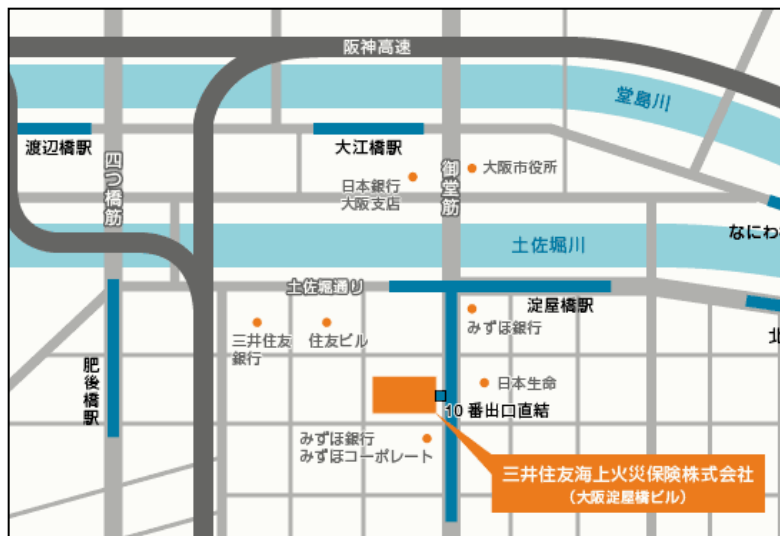 阪神高速
堂島川
渡辺橋駅
大江橋駅
四つ橋筋
御堂筋
大阪市役所
日本銀行
大阪支店
なにわ
土佐堀川
土佐堀通り
淀屋橋駅
北
三井住友
銀行
住友ビル
みずほ銀行
肥後橋駅
日本生命
10番出口直結
みずほ銀行
みずほコーポレート
三井住友海上火災保険株式会社
（大阪淀屋橋ビル）